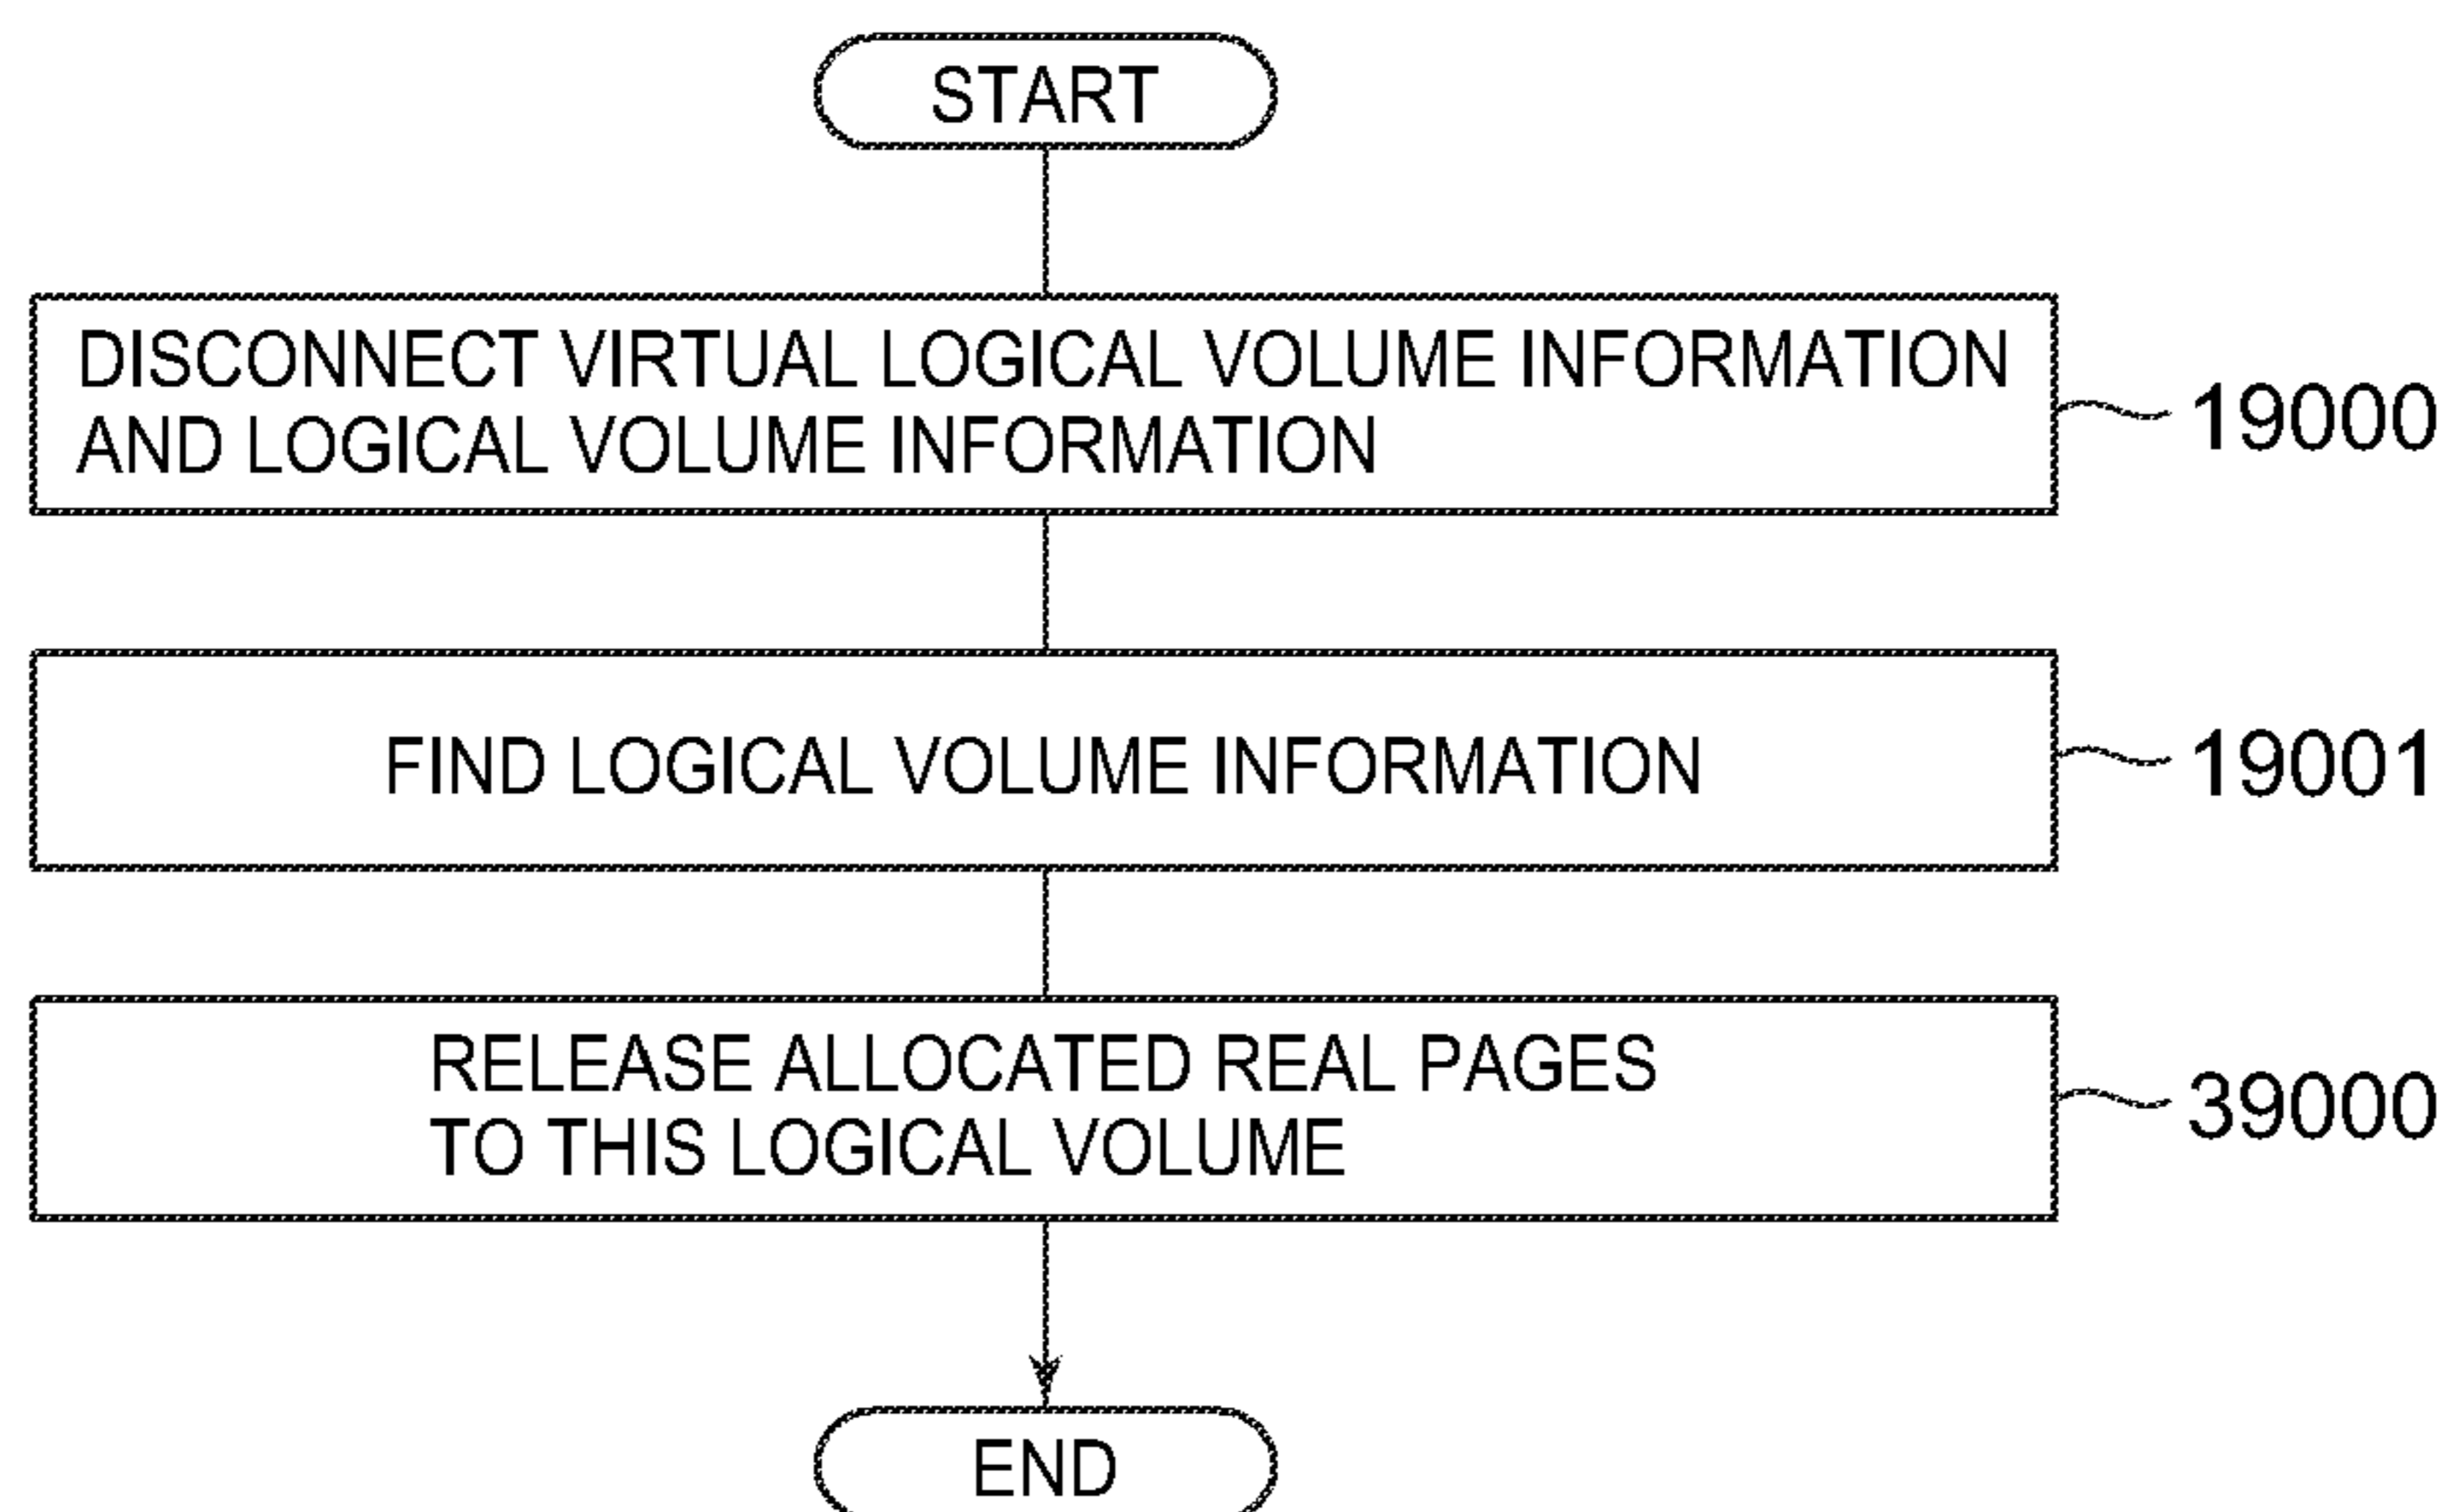 START
DISCONNECT VIRTUAL LOGICAL VOLUME INFORMATION
AND LOGICAL VOLUME INFORMATION
19000
FIND LOGICAL VOLUME INFORMATION
19001
RELEASE ALLOCATED REAL PAGES
TO THIS LOGICAL VOLUME
39000
END